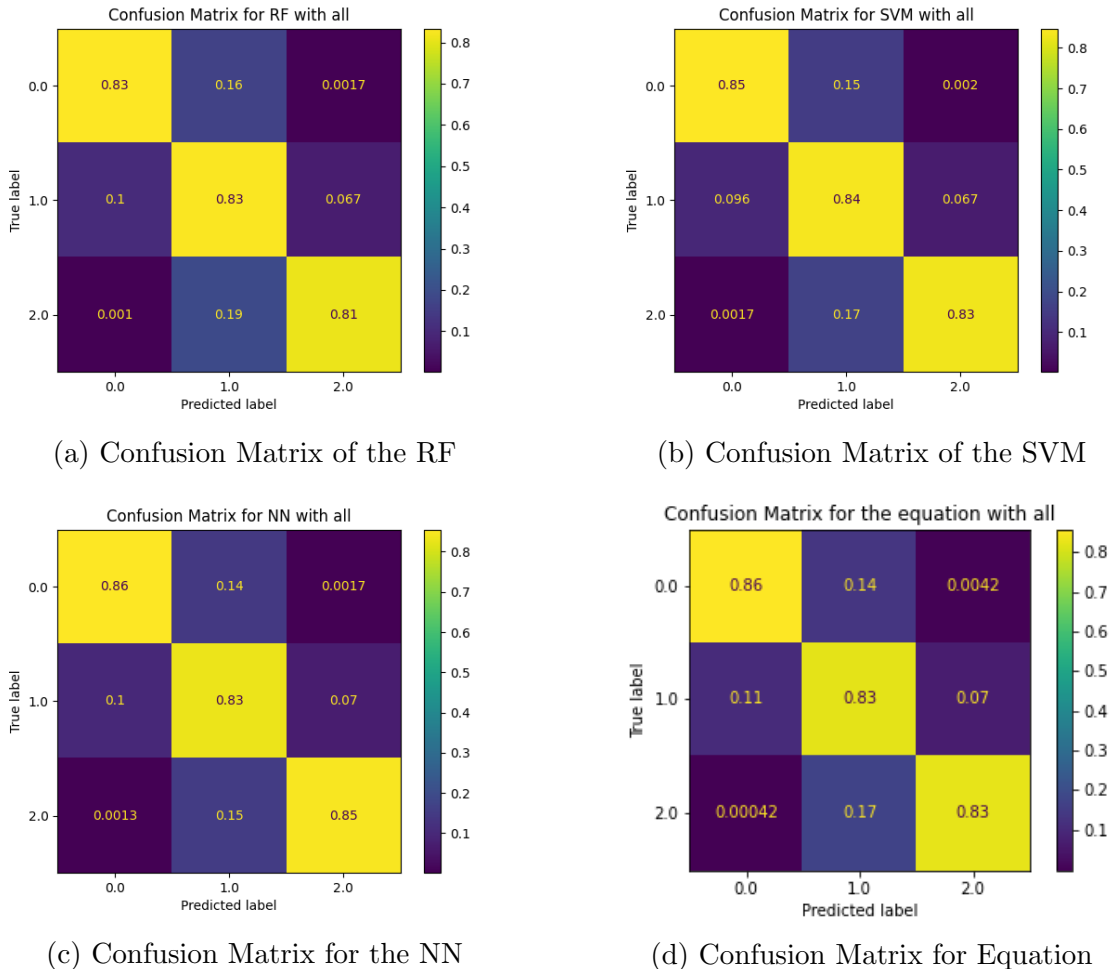 Confusion Matrix for RF with all
True label
0.0
1.0
2.0
0.83 0.16 0.0017
0.1 0.83 0.067
0.001 0.19 0.81
0.0 1.0 2.0
Predicted label
0.8
0.7
0.6
0.5
0.4
0.3
0.2
0.1
(a) Confusion Matrix of the RF
Confusion Matrix for SVM with all
True label
0.0
1.0
2.0
0.85 0.15 0.002
0.096 0.84 0.067
0.0017 0.17 0.83
0.0 1.0 2.0
Predicted label
0.8
0.7
0.6
0.5
0.4
0.3
0.2
0.1
(b) Confusion Matrix of the SVM
Confusion Matrix for NN with all
True label
0.0
1.0
2.0
0.86 0.14 0.0017
0.1 0.83 0.07
0.0013 0.15 0.85
0.0 1.0 2.0
Predicted label
0.8
0.7
0.6
0.5
0.4
0.3
0.2
0.1
(c) Confusion Matrix for the NN
Confusion Matrix for the equation with all
True label
0.0
1.0
2.0
0.86 0.14 0.0042
0.11 0.83 0.07
0.00042 0.17 0.83
0.0 1.0 2.0
Predicted label
0.8
0.7
0.6
0.5
0.4
0.3
0.2
0.1
(d) Confusion Matrix for Equation